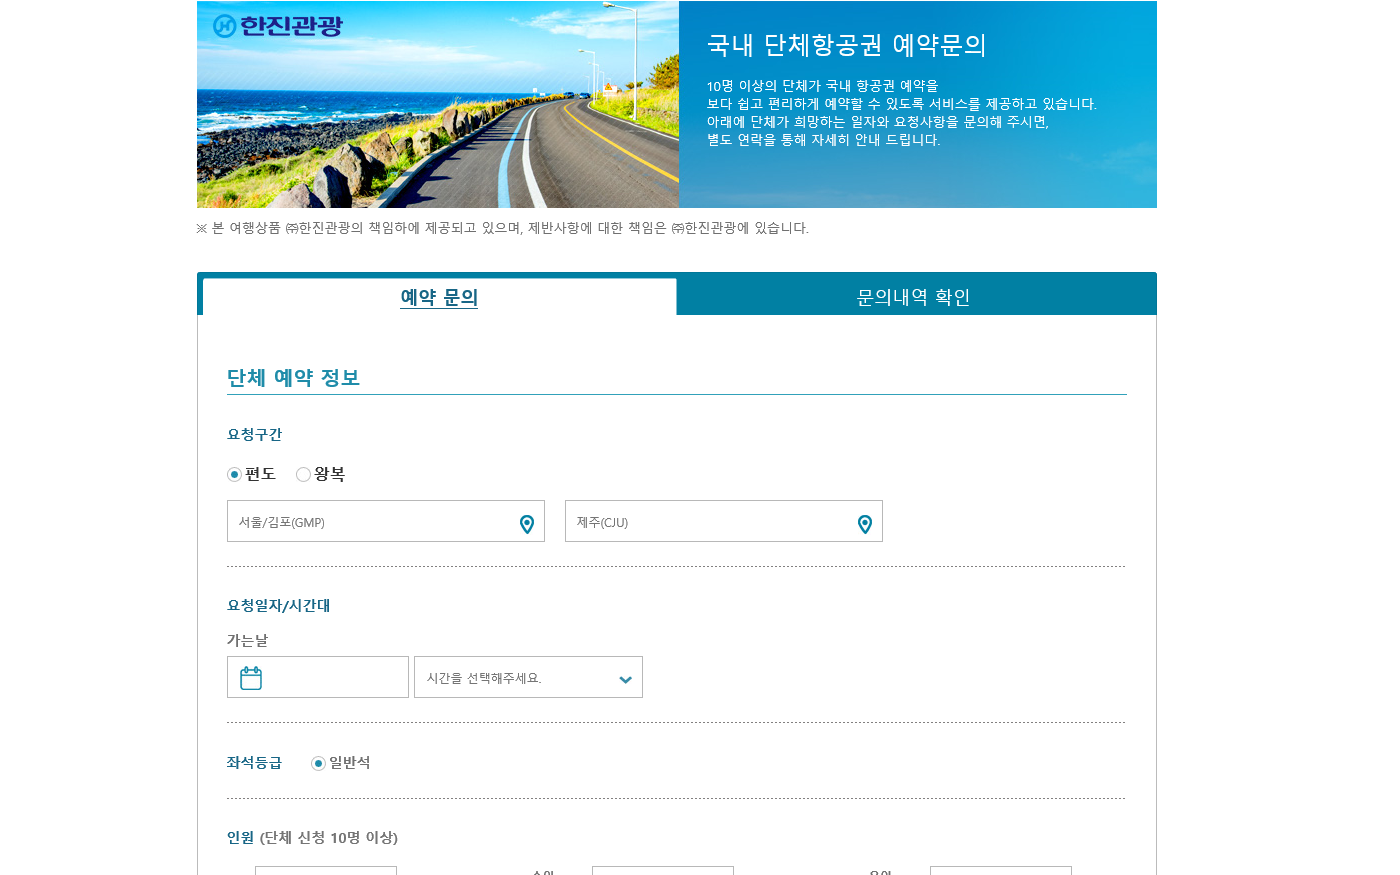 한진관광
국내 단체항공권 예약문의
10명 이상의 단체가 국내 항공권 예약을
보다 쉽고 편리하게 예약할 수 있도록 서비스를 제공하고 있습니다.
아래에 단체가 희망하는 일자와 요청사항을 문의해 주시면,
별도 연락을 통해 자세히 안내 드립니다.
※ 본 여행상품 ㈜한진관광의 책임하에 제공되고 있으며, 제반사항에 대한 책임은 ㈜한진관광에 있습니다.
예약 문의
문의내역 확인
단체 예약 정보
요청구간
편도 왕복
서울/김포(GMP)
제주(CJU)
요청일자/시간대
가는날
시간을 선택해주세요.
좌석등급 일반석
인원 (단체 신청 10명 이상)